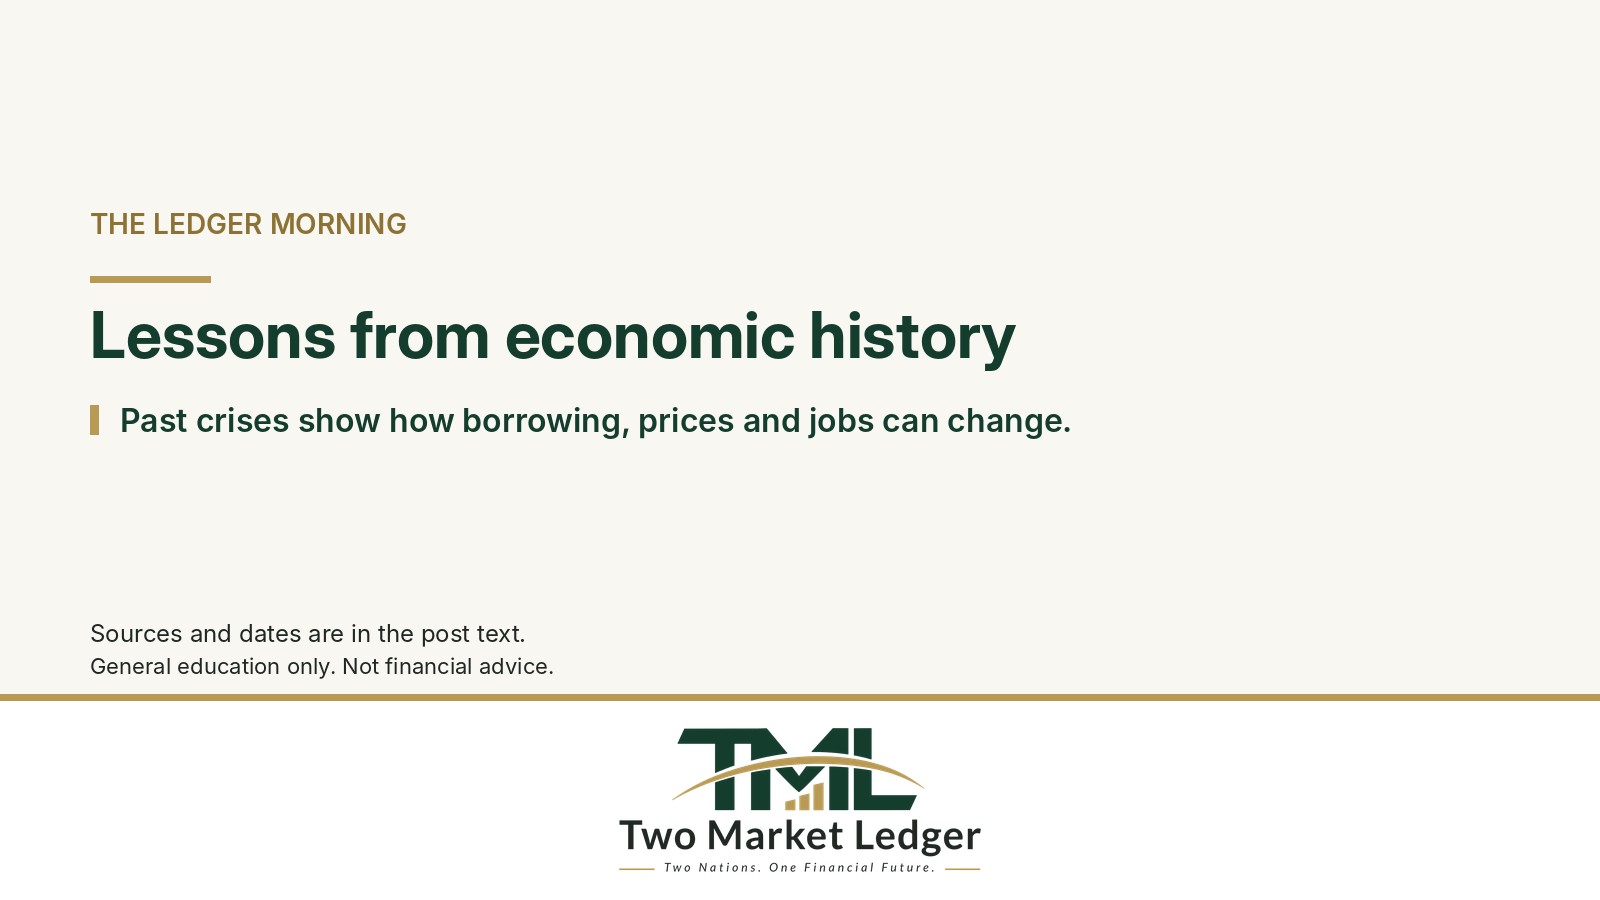 THE LEDGER MORNING
Lessons from economic history
Past crises show how borrowing, prices and jobs can change.
Sources and dates are in the post text.
General education only. Not financial advice.
TML
Two Market Ledger
Two Nations. One Financial Future.